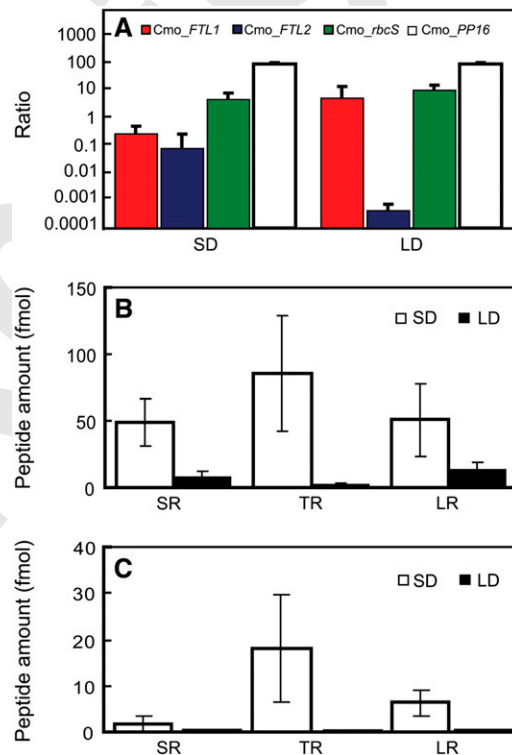 A Cmo_FTL1 Cmo_FTL2 Cmo_rbcS Cmo_PP16
Ratio
1000
100
10
1
0.1
0.01
0.001
0.0001
SD LD
B SD LD
Peptide amount (fmol)
150
100
50
0
SR TR LR
C SD LD
Peptide amount (fmol)
40
30
20
10
0
SR TR LR